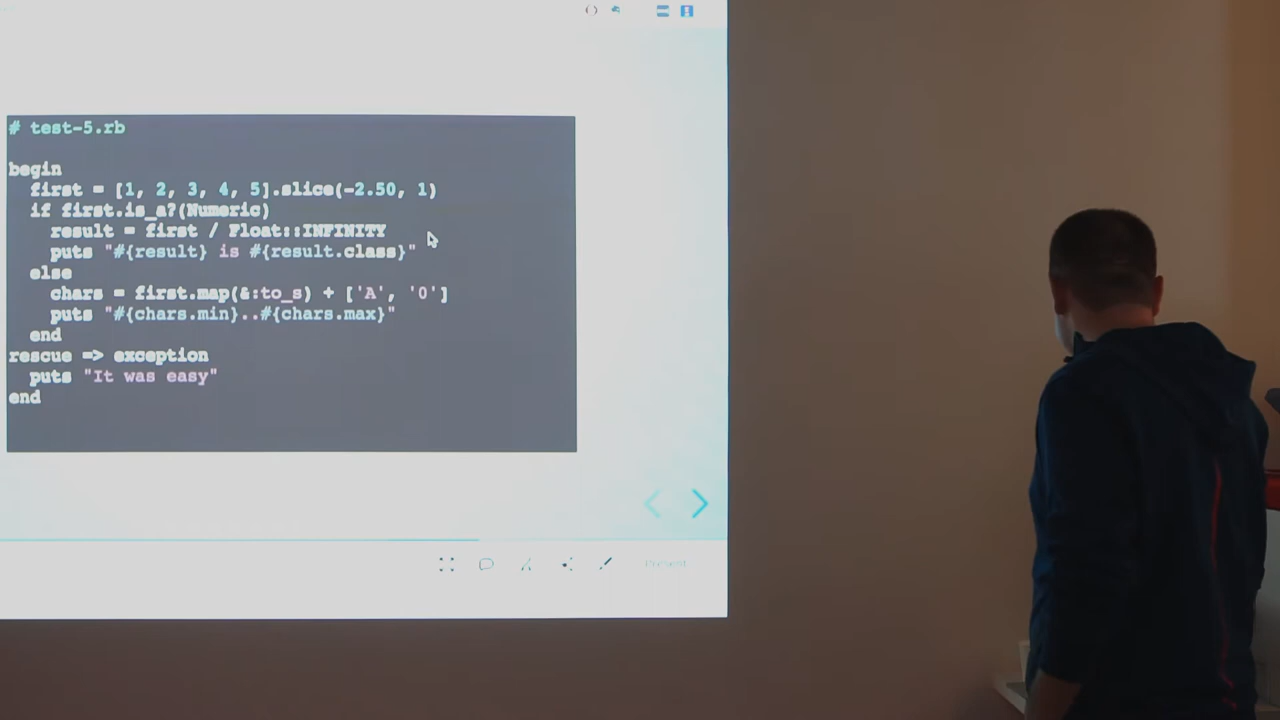 # test-5.rb
begin
  first = [1, 2, 3, 4, 5].slice(-2.50, 1)
  if first.is_a?(Numeric)
    result = first / Float::INFINITY
    puts "#{result} is #{result.class}"
  else
    chars = first.map(&:to_s) + ['A', '0']
    puts "#{chars.min}..#{chars.max}"
  end
rescue => exception
  puts "It was easy"
end
Present